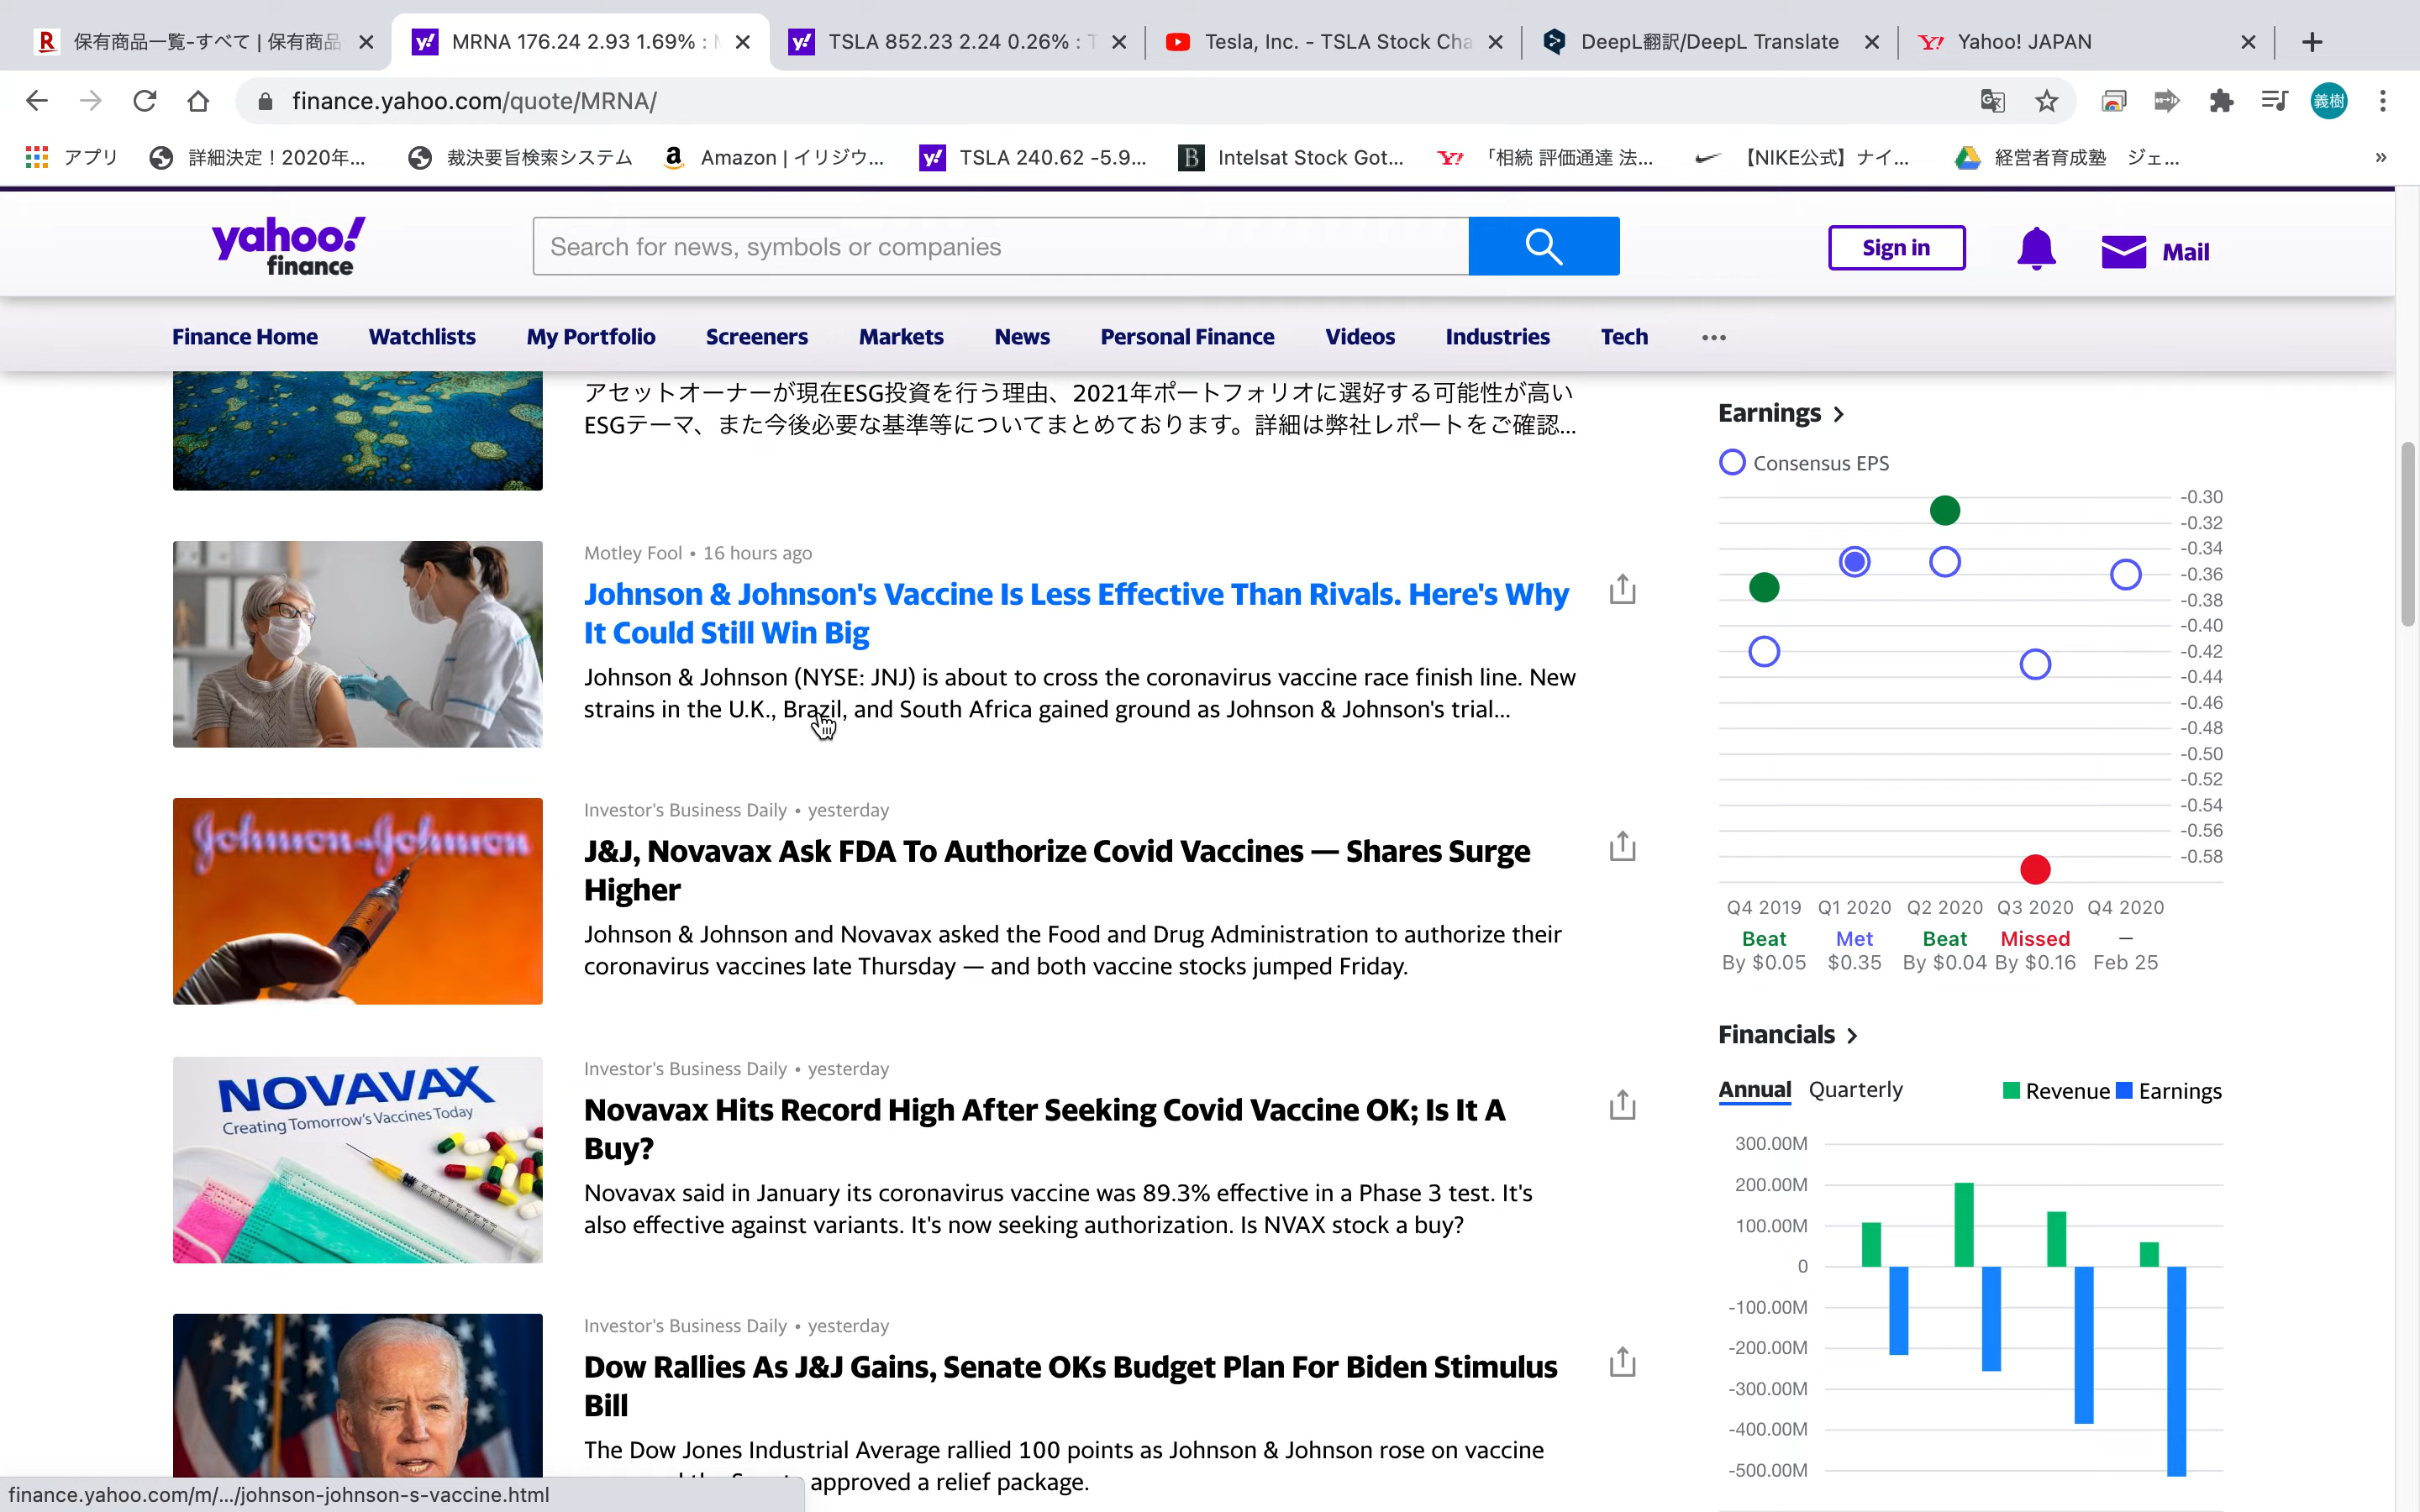 保有商品一覧-すべて | 保有商品
MRNA 176.24 2.93 1.69% :
TSLA 852.23 2.24 0.26% : T
Tesla, Inc. - TSLA Stock Cha
DeepL翻訳/DeepL Translate
Yahoo! JAPAN
finance.yahoo.com/quote/MRNA/
義樹
アプリ
詳細決定！2020年...
裁決要旨検索システム
Amazon | イリジウ...
TSLA 240.62 -5.9...
Intelsat Stock Got...
「相続 評価通達 法...
【NIKE公式】ナイ...
経営者育成塾 ジェ...
»
yahoo!
finance
Search for news, symbols or companies
Sign in
Mail
Finance Home
Watchlists
My Portfolio
Screeners
Markets
News
Personal Finance
Videos
Industries
Tech
アセットオーナーが現在ESG投資を行う理由、2021年ポートフォリオに選好する可能性が高い
ESGテーマ、また今後必要な基準等についてまとめております。詳細は弊社レポートをご確認...
Motley Fool • 16 hours ago
Johnson & Johnson's Vaccine Is Less Effective Than Rivals. Here's Why
It Could Still Win Big
Johnson & Johnson (NYSE: JNJ) is about to cross the coronavirus vaccine race finish line. New
strains in the U.K., Brazil, and South Africa gained ground as Johnson & Johnson's trial...
Johnson-Johnson
Investor's Business Daily • yesterday
J&J, Novavax Ask FDA To Authorize Covid Vaccines — Shares Surge
Higher
Johnson & Johnson and Novavax asked the Food and Drug Administration to authorize their
coronavirus vaccines late Thursday — and both vaccine stocks jumped Friday.
NOVAVAX
Creating Tomorrow's Vaccines Today
Investor's Business Daily • yesterday
Novavax Hits Record High After Seeking Covid Vaccine OK; Is It A
Buy?
Novavax said in January its coronavirus vaccine was 89.3% effective in a Phase 3 test. It's
also effective against variants. It's now seeking authorization. Is NVAX stock a buy?
Investor's Business Daily • yesterday
Dow Rallies As J&J Gains, Senate OKs Budget Plan For Biden Stimulus
Bill
The Dow Jones Industrial Average rallied 100 points as Johnson & Johnson rose on vaccine
approved a relief package.
Earnings
Consensus EPS
-0.30
-0.32
-0.34
-0.36
-0.38
-0.40
-0.42
-0.44
-0.46
-0.48
-0.50
-0.52
-0.54
-0.56
-0.58
Q4 2019 Q1 2020 Q2 2020 Q3 2020 Q4 2020
Beat Met Beat Missed —
By $0.05 $0.35 By $0.04 By $0.16 Feb 25
Financials
Annual Quarterly Revenue Earnings
300.00M
200.00M
100.00M
0
-100.00M
-200.00M
-300.00M
-400.00M
-500.00M
finance.yahoo.com/m/.../johnson-johnson-s-vaccine.html